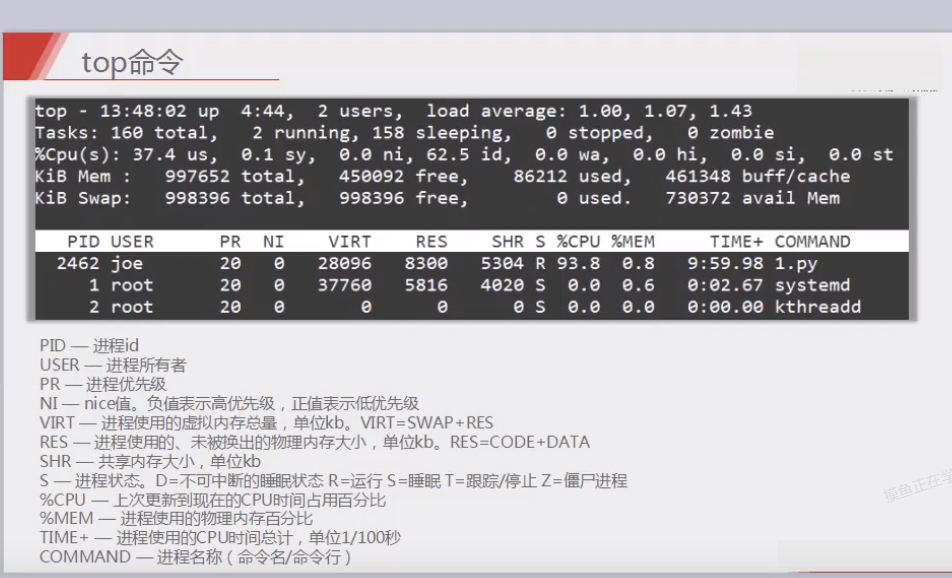 top命令
top - 13:48:02 up  4:44,  2 users,  load average: 1.00, 1.07, 1.43
Tasks: 160 total,   2 running, 158 sleeping,   0 stopped,   0 zombie
%Cpu(s): 37.4 us,  0.1 sy,  0.0 ni, 62.5 id,  0.0 wa,  0.0 hi,  0.0 si,  0.0 st
KiB Mem :   997652 total,   450092 free,    86212 used,   461348 buff/cache
KiB Swap:   998396 total,   998396 free,        0 used.   730372 avail Mem
PID USER      PR  NI    VIRT    RES    SHR S %CPU %MEM     TIME+ COMMAND
2462 joe       20   0   28096   8300   5304 R 93.8  0.8   9:59.98 1.py
1 root      20   0   37760   5816   4020 S  0.0  0.6   0:02.67 systemd
2 root      20   0       0      0      0 S  0.0  0.0   0:00.00 kthreadd
PID — 进程id
USER — 进程所有者
PR — 进程优先级
NI — nice值。负值表示高优先级，正值表示低优先级
VIRT — 进程使用的虚拟内存总量，单位kb。VIRT=SWAP+RES
RES — 进程使用的、未被换出的物理内存大小，单位kb。RES=CODE+DATA
SHR — 共享内存大小，单位kb
S — 进程状态。D=不可中断的睡眠状态 R=运行 S=睡眠 T=跟踪/停止 Z=僵尸进程
%CPU — 上次更新到现在的CPU时间占用百分比
%MEM — 进程使用的物理内存百分比
TIME+ — 进程使用的CPU时间总计，单位1/100秒
COMMAND — 进程名称（命令名/命令行）
摸鱼正在学